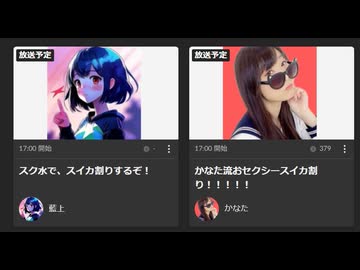 放送予定
17:00 開始
-
スク水で、スイカ割りするぞ！
藍上
放送予定
17:00 開始
379
かなた流おセクシースイカ割
り！！！！！
かなた